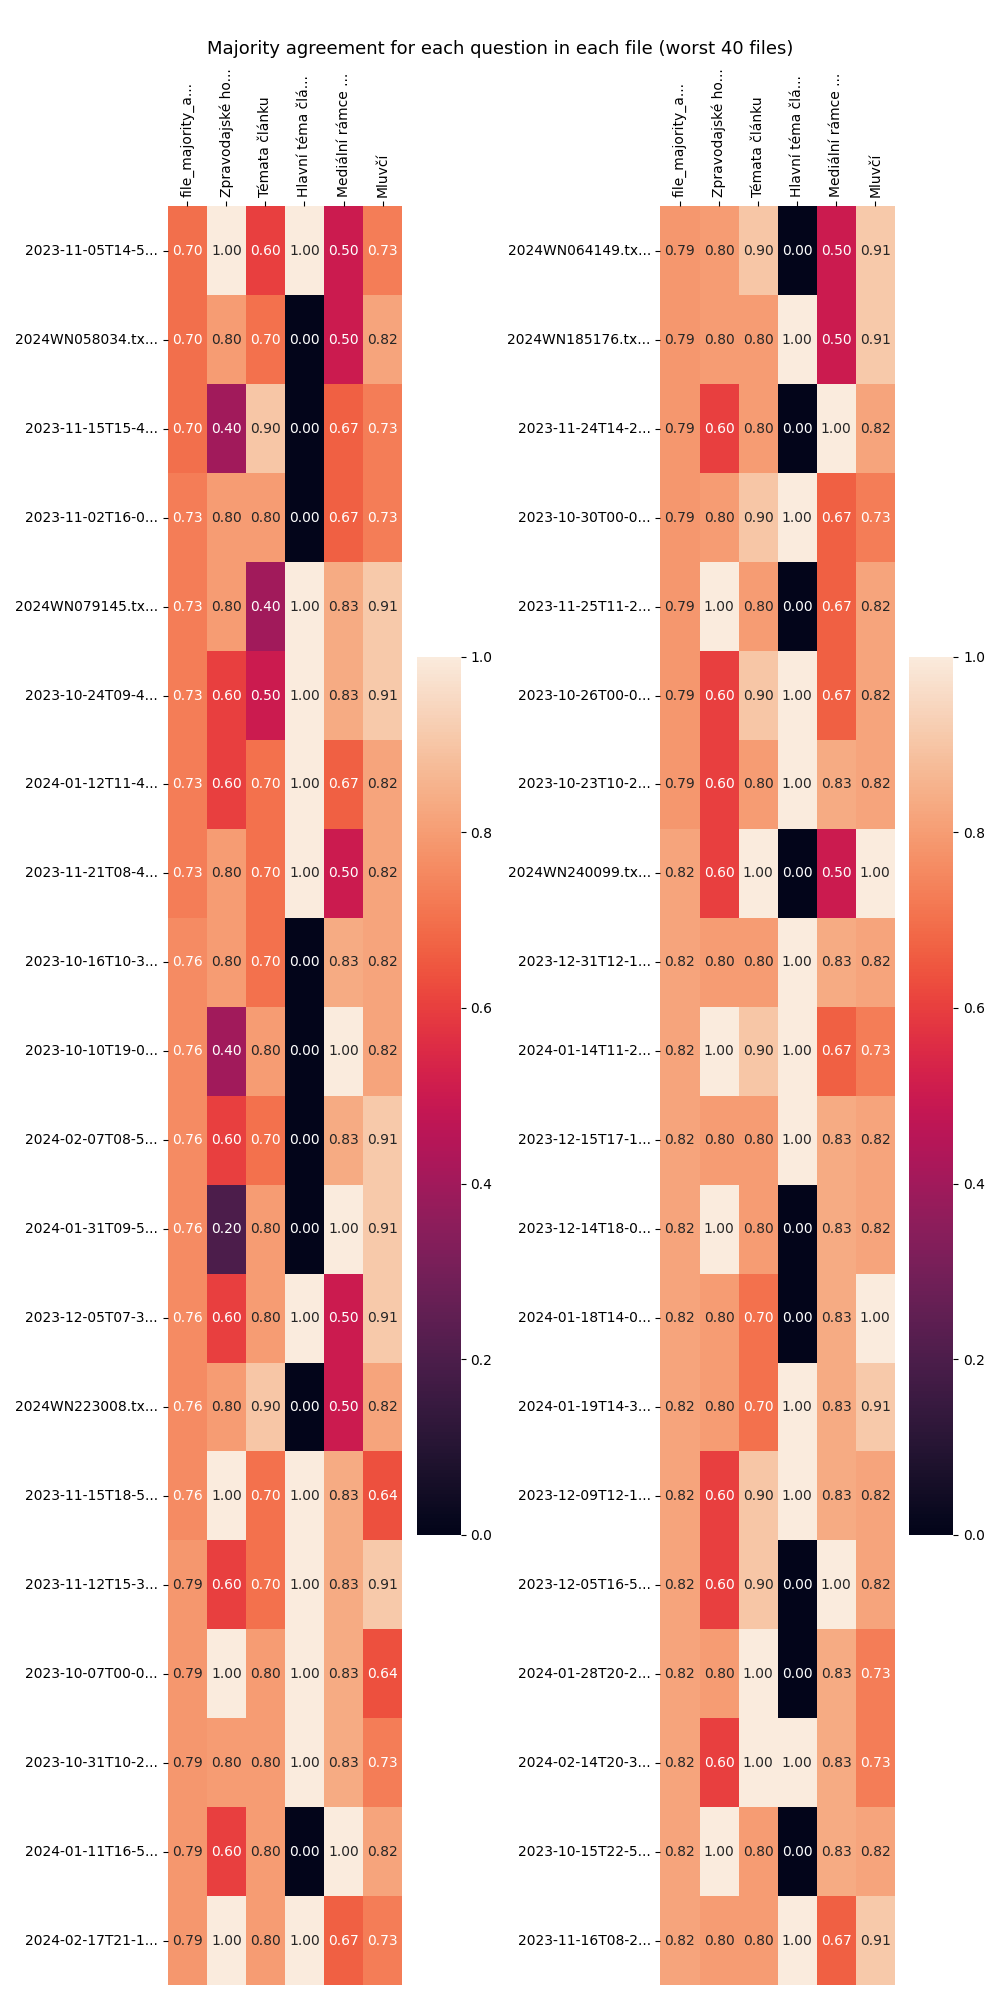 Majority agreement for each question in each file (worst 40 files)
file_majority_a...
Zpravodajské ho...
Témata článku
Hlavní téma člá...
Mediální rámce ...
Mluvčí
2023-11-05T14-5... 0.70 1.00 0.60 1.00 0.50 0.73
2024WN058034.tx... 0.70 0.80 0.70 0.00 0.50 0.82
2023-11-15T15-4... 0.70 0.40 0.90 0.00 0.67 0.73
2023-11-02T16-0... 0.73 0.80 0.80 0.00 0.67 0.73
2024WN079145.tx... 0.73 0.80 0.40 1.00 0.83 0.91
2023-10-24T09-4... 0.73 0.60 0.50 1.00 0.83 0.91
2024-01-12T11-4... 0.73 0.60 0.70 1.00 0.67 0.82
2023-11-21T08-4... 0.73 0.80 0.70 1.00 0.50 0.82
2023-10-16T10-3... 0.76 0.80 0.70 0.00 0.83 0.82
2023-10-10T19-0... 0.76 0.40 0.80 0.00 1.00 0.82
2024-02-07T08-5... 0.76 0.60 0.70 0.00 0.83 0.91
2024-01-31T09-5... 0.76 0.20 0.80 0.00 1.00 0.91
2023-12-05T07-3... 0.76 0.60 0.80 1.00 0.50 0.91
2024WN223008.tx... 0.76 0.80 0.90 0.00 0.50 0.82
2023-11-15T18-5... 0.76 1.00 0.70 1.00 0.83 0.64
2023-11-12T15-3... 0.79 0.60 0.70 1.00 0.83 0.91
2023-10-07T00-0... 0.79 1.00 0.80 1.00 0.83 0.64
2023-10-31T10-2... 0.79 0.80 0.80 1.00 0.83 0.73
2024-01-11T16-5... 0.79 0.60 0.80 0.00 1.00 0.82
2024-02-17T21-1... 0.79 1.00 0.80 1.00 0.67 0.73
1.0
0.8
0.6
0.4
0.2
0.0
file_majority_a...
Zpravodajské ho...
Témata článku
Hlavní téma člá...
Mediální rámce ...
Mluvčí
2024WN064149.tx... 0.79 0.80 0.90 0.00 0.50 0.91
2024WN185176.tx... 0.79 0.80 0.80 1.00 0.50 0.91
2023-11-24T14-2... 0.79 0.60 0.80 0.00 1.00 0.82
2023-10-30T00-0... 0.79 0.80 0.90 1.00 0.67 0.73
2023-11-25T11-2... 0.79 1.00 0.80 0.00 0.67 0.82
2023-10-26T00-0... 0.79 0.60 0.90 1.00 0.67 0.82
2023-10-23T10-2... 0.79 0.60 0.80 1.00 0.83 0.82
2024WN240099.tx... 0.82 0.60 1.00 0.00 0.50 1.00
2023-12-31T12-1... 0.82 0.80 0.80 1.00 0.83 0.82
2024-01-14T11-2... 0.82 1.00 0.90 1.00 0.67 0.73
2023-12-15T17-1... 0.82 0.80 0.80 1.00 0.83 0.82
2023-12-14T18-0... 0.82 1.00 0.80 0.00 0.83 0.82
2024-01-18T14-0... 0.82 0.80 0.70 0.00 0.83 1.00
2024-01-19T14-3... 0.82 0.80 0.70 1.00 0.83 0.91
2023-12-09T12-1... 0.82 0.60 0.90 1.00 0.83 0.82
2023-12-05T16-5... 0.82 0.60 0.90 0.00 1.00 0.82
2024-01-28T20-2... 0.82 0.80 1.00 0.00 0.83 0.73
2024-02-14T20-3... 0.82 0.60 1.00 1.00 0.83 0.73
2023-10-15T22-5... 0.82 1.00 0.80 0.00 0.83 0.82
2023-11-16T08-2... 0.82 0.80 0.80 1.00 0.67 0.91
1.0
0.8
0.6
0.4
0.2
0.0